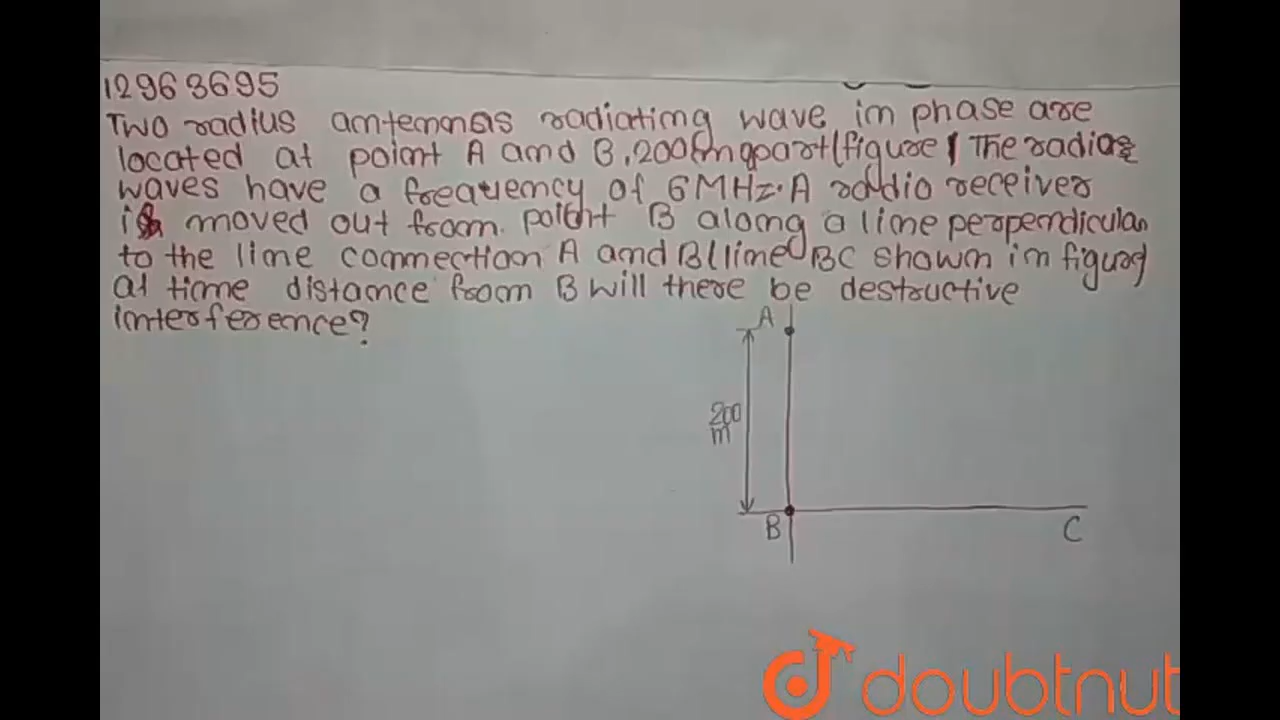 12963695
Two radius antennas radiating wave in phase are
located at point A and B, 200m apart (figure) The radio
waves have a frequency of 6MHz. A radio receiver
is moved out from point B along a line perpendicular
to the line connection A and B (line BC shown in figure)
at time distance from B will there be destructive
interference?
A
200
m
B
C
doubtnut